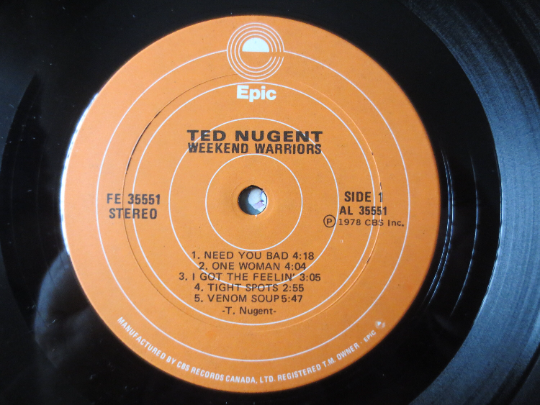 Epic
TED NUGENT
WEEKEND WARRIORS
FE 35551
STEREO
SIDE 1
AL 35551
Ⓟ 1978 CBS Inc.
1. NEED YOU BAD 4:18
2. ONE WOMAN 4:04
3. I GOT THE FEELIN' 3:05
4. TIGHT SPOTS 2:55
5. VENOM SOUP 5:47
-T. Nugent-
MANUFACTURED BY CBS RECORDS CANADA, LTD. REGISTERED T.M. OWNER - EPIC